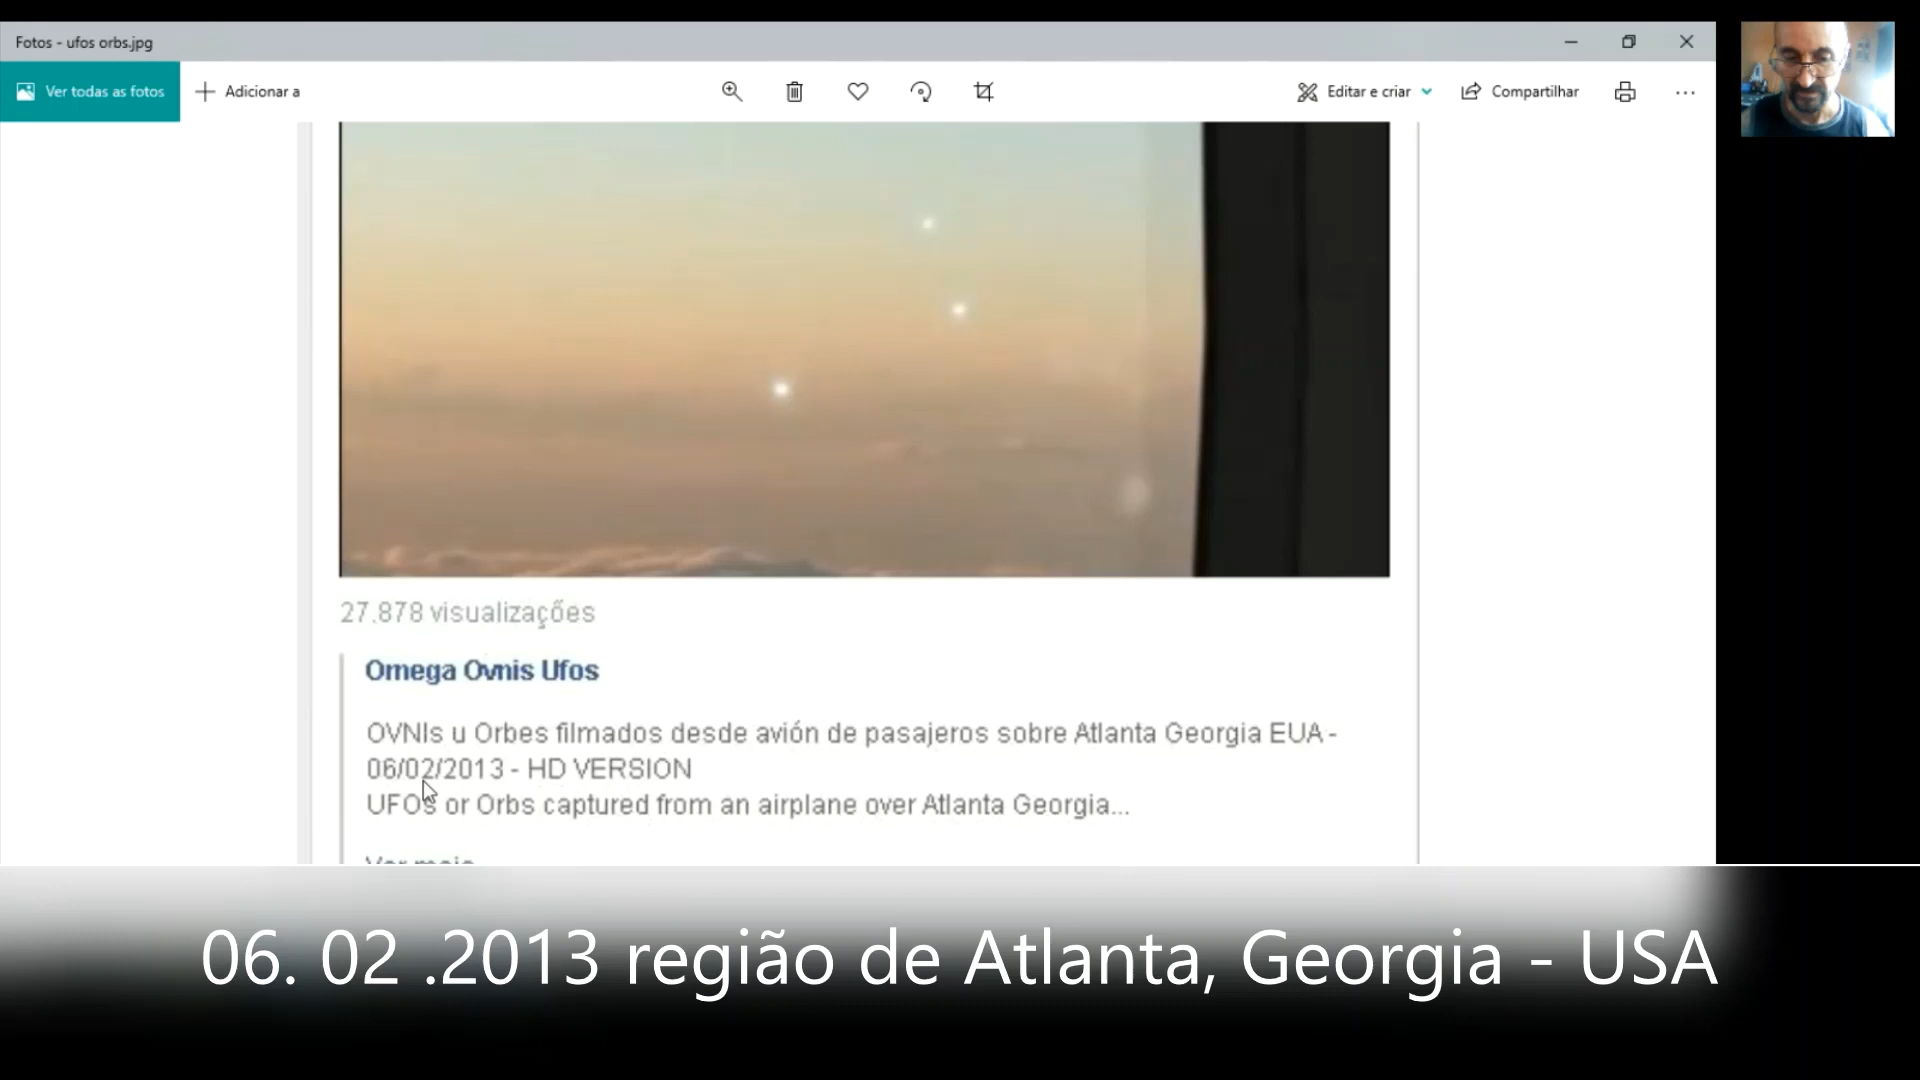 Fotos - ufos orbs.jpg
Ver todas as fotos
Adicionar a
Editar e criar
Compartilhar
27.878 visualizações
Omega Ovnis Ufos
OVNIs u Orbes filmados desde avión de pasajeros sobre Atlanta Georgia EUA -
06/02/2013 - HD VERSION
UFOs or Orbs captured from an airplane over Atlanta Georgia...
Ver mais
06. 02 .2013 região de Atlanta, Georgia - USA